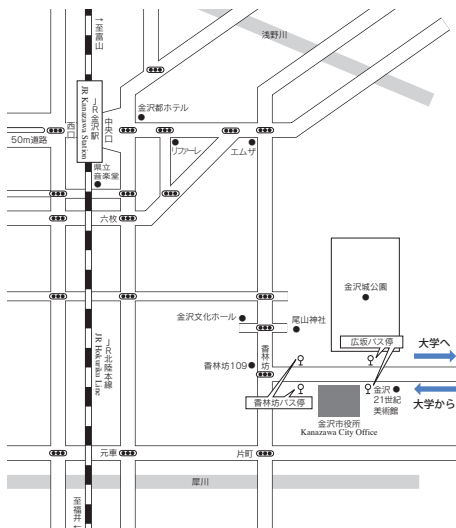 →至富山
浅野川
JR金沢駅
JR Kanazawa Station
中央口
西口
50m道路
金沢都ホテル
リファーレ
エムザ
県立
音楽堂
六枚
金沢城公園
金沢文化ホール
尾山神社
広坂バス停
大学へ
香林坊
香林坊109
JR北陸本線
JR Hokuriku Line
香林坊バス停
金沢
21世紀
美術館
大学から
金沢市役所
Kanazawa City Office
元車
片町
犀川
至福井←